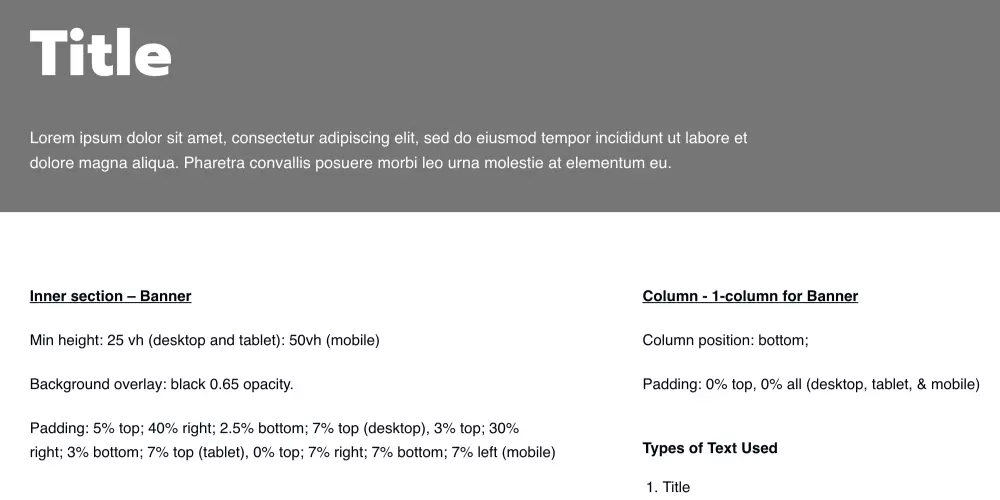 Title
Lorem ipsum dolor sit amet, consectetur adipiscing elit, sed do eiusmod tempor incididunt ut labore et
dolore magna aliqua. Pharetra convallis posuere morbi leo urna molestie at elementum eu.
Inner section – Banner
Min height: 25 vh (desktop and tablet): 50vh (mobile)
Background overlay: black 0.65 opacity.
Padding: 5% top; 40% right; 2.5% bottom; 7% top (desktop), 3% top; 30%
right; 3% bottom; 7% top (tablet), 0% top; 7% right; 7% bottom; 7% left (mobile)
Column - 1-column for Banner
Column position: bottom;
Padding: 0% top, 0% all (desktop, tablet, & mobile)
Types of Text Used
1. Title